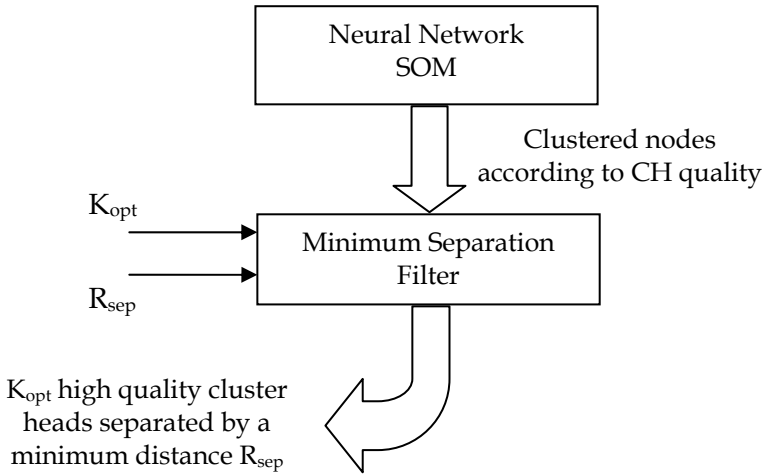 Neural Network
SOM
Clustered nodes
according to CH quality
Kopt
Minimum Separation
Filter
Rsep
Kopt high quality cluster
heads separated by a
minimum distance Rsep